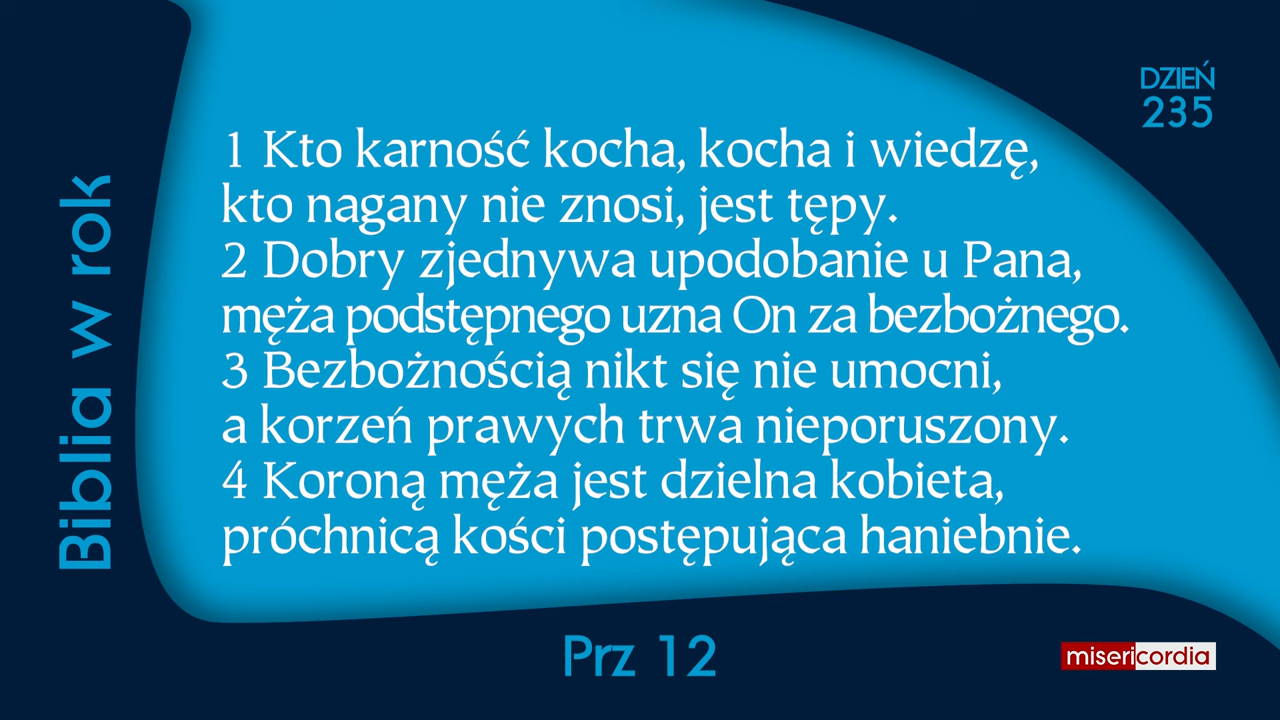 DZIEŃ
235
Biblia w rok
1 Kto karność kocha, kocha i wiedzę,
kto nagany nie znosi, jest tępy.
2 Dobry zjednywa upodobanie u Pana,
męża podstępnego uzna On za bezbożnego.
3 Bezbożnością nikt się nie umocni,
a korzeń prawych trwa nieporuszony.
4 Koroną męża jest dzielna kobieta,
próchnicą kości postępująca haniebnie.
Prz 12
misericordia